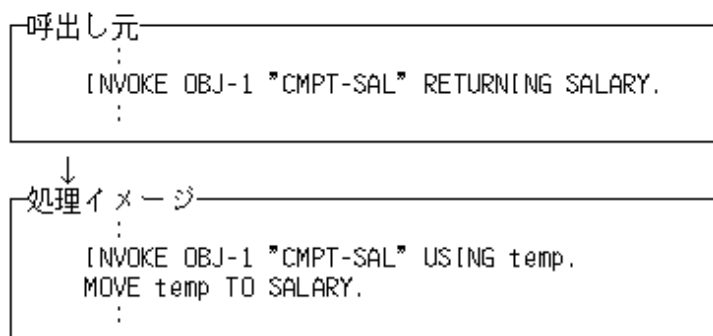 呼出し元
:
INVOKE OBJ-1 "CMPT-SAL" RETURNING SALARY.
:
↓
処理イメージ
:
INVOKE OBJ-1 "CMPT-SAL" USING temp.
MOVE temp TO SALARY.
: